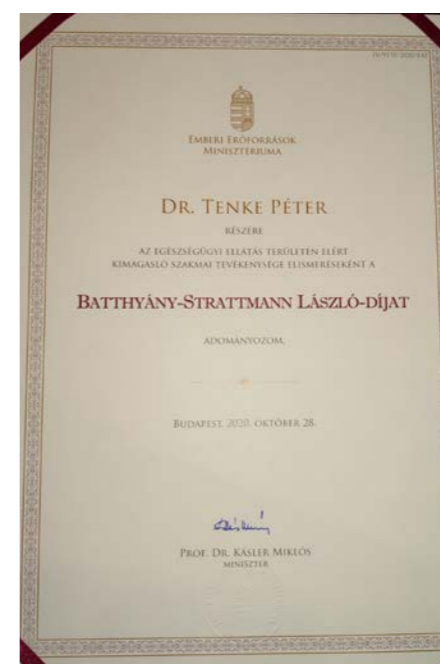 EMBERI ERŐFORRÁSOK
MINISZTÉRIUMA
DR. TENKE PÉTER
RÉSZÉRE
AZ EGÉSZSÉGÜGYI ELLÁTÁS TERÜLETÉN ELÉRT
KIMAGASLÓ SZAKMAI TEVÉKENYSÉGE ELISMERÉSEKÉNT A
BATTHYÁNY-STRATTMANN LÁSZLÓ-DÍJAT
ADOMÁNYOZOM.
BUDAPEST, 2020. OKTÓBER 28.
PROF. DR. KÁSLER MIKLÓS
MINISZTER